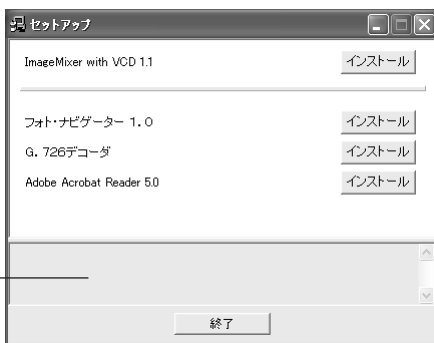 セットアップ
ImageMixer with VCD 1.1
インストール
フォト・ナビゲーター 1.0
インストール
G. 726デコーダ
インストール
Adobe Acrobat Reader 5.0
インストール
終了